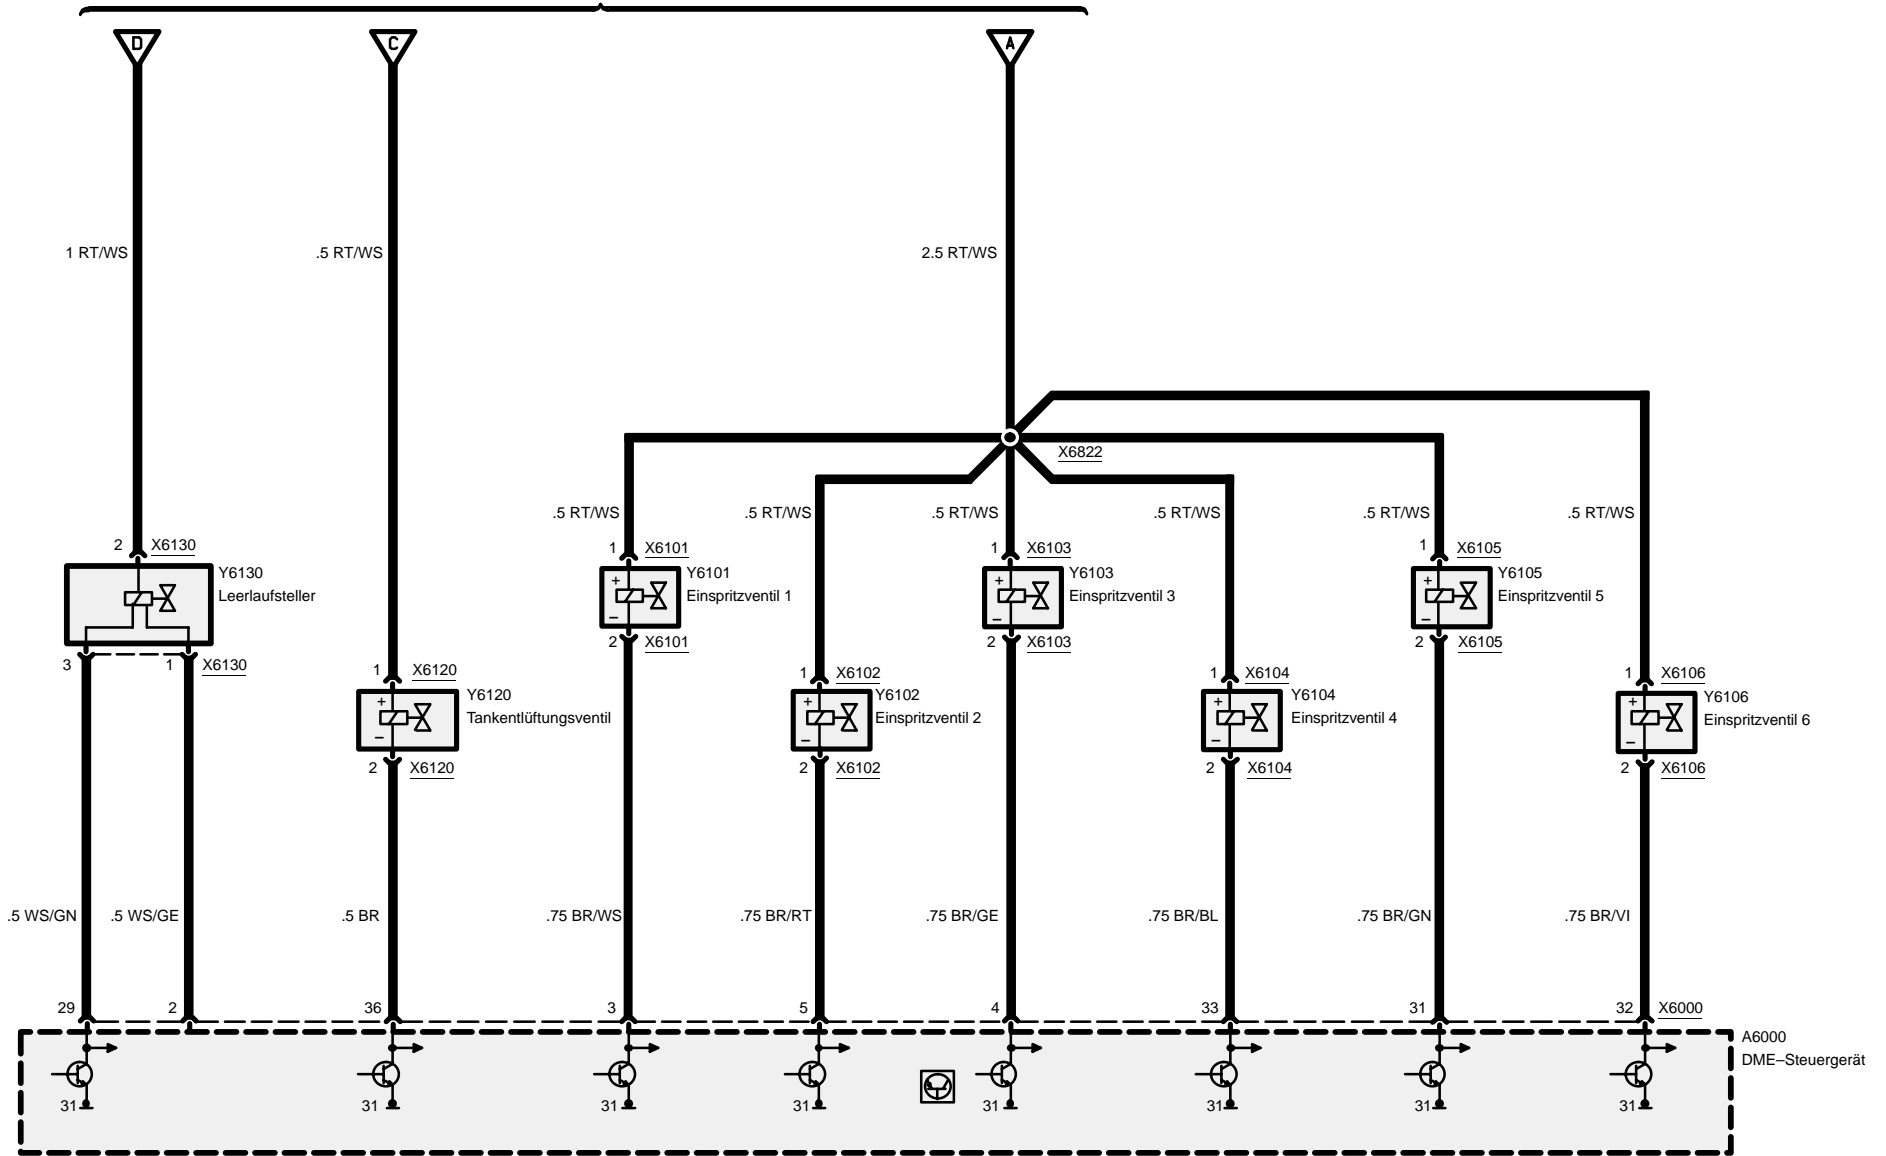 D C A
1 RT/WS .5 RT/WS 2.5 RT/WS
X6822
.5 RT/WS .5 RT/WS .5 RT/WS .5 RT/WS .5 RT/WS .5 RT/WS
2 X6130 1 X6101 1 X6103 1 X6105
Y6130 Y6101 Y6103 Y6105
Leerlaufsteller + Einspritzventil 1 + Einspritzventil 3 + Einspritzventil 5
– – –
3 1 X6130 2 X6101 2 X6103 2 X6105
1 X6120 1 X6102 1 X6104 1 X6106
Y6120 Y6102 Y6104 Y6106
+ Tankentlüftungsventil + Einspritzventil 2 + Einspritzventil 4 + Einspritzventil 6
– – – –
2 X6120 2 X6102 2 X6104 2 X6106
.5 WS/GN .5 WS/GE .5 BR .75 BR/WS .75 BR/RT .75 BR/GE .75 BR/BL .75 BR/GN .75 BR/VI
29 2 36 3 5 4 33 31 32 X6000
A6000
DME–Steuergerät
31 31 31 31 31 31 31 31